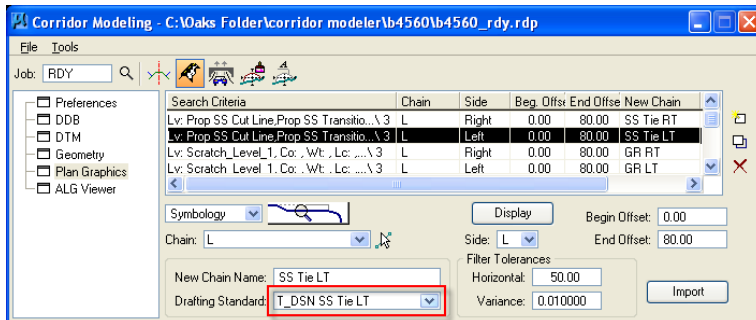 Corridor Modeling - C:\Oaks Folder\corridor modeler\b4560\b4560_rdy.rdp
File Tools
Job: RDY
Preferences
DDB
DTM
Geometry
Plan Graphics
ALG Viewer
Search Criteria Chain Side Beg. Offse End Offse New Chain
Lv: Prop SS Cut Line,Prop SS Transitio...\ 3 L Right 0.00 80.00 SS Tie RT
Lv: Prop SS Cut Line,Prop SS Transitio...\ 3 L Left 0.00 80.00 SS Tie LT
Lv: Scratch_Level_1, Co: , Wt: , Lc: ,....\ 3 L Right 0.00 80.00 GR RT
Lv: Scratch Level 1. Co: . Wt: . Lc: ....\ 3 L Left 0.00 80.00 GR LT
Symbology Display Begin Offset: 0.00
Chain: L Side: L End Offset: 80.00
Filter Tolerances
New Chain Name: SS Tie LT Horizontal: 50.00
Drafting Standard: T_DSN SS Tie LT Variance: 0.010000 Import